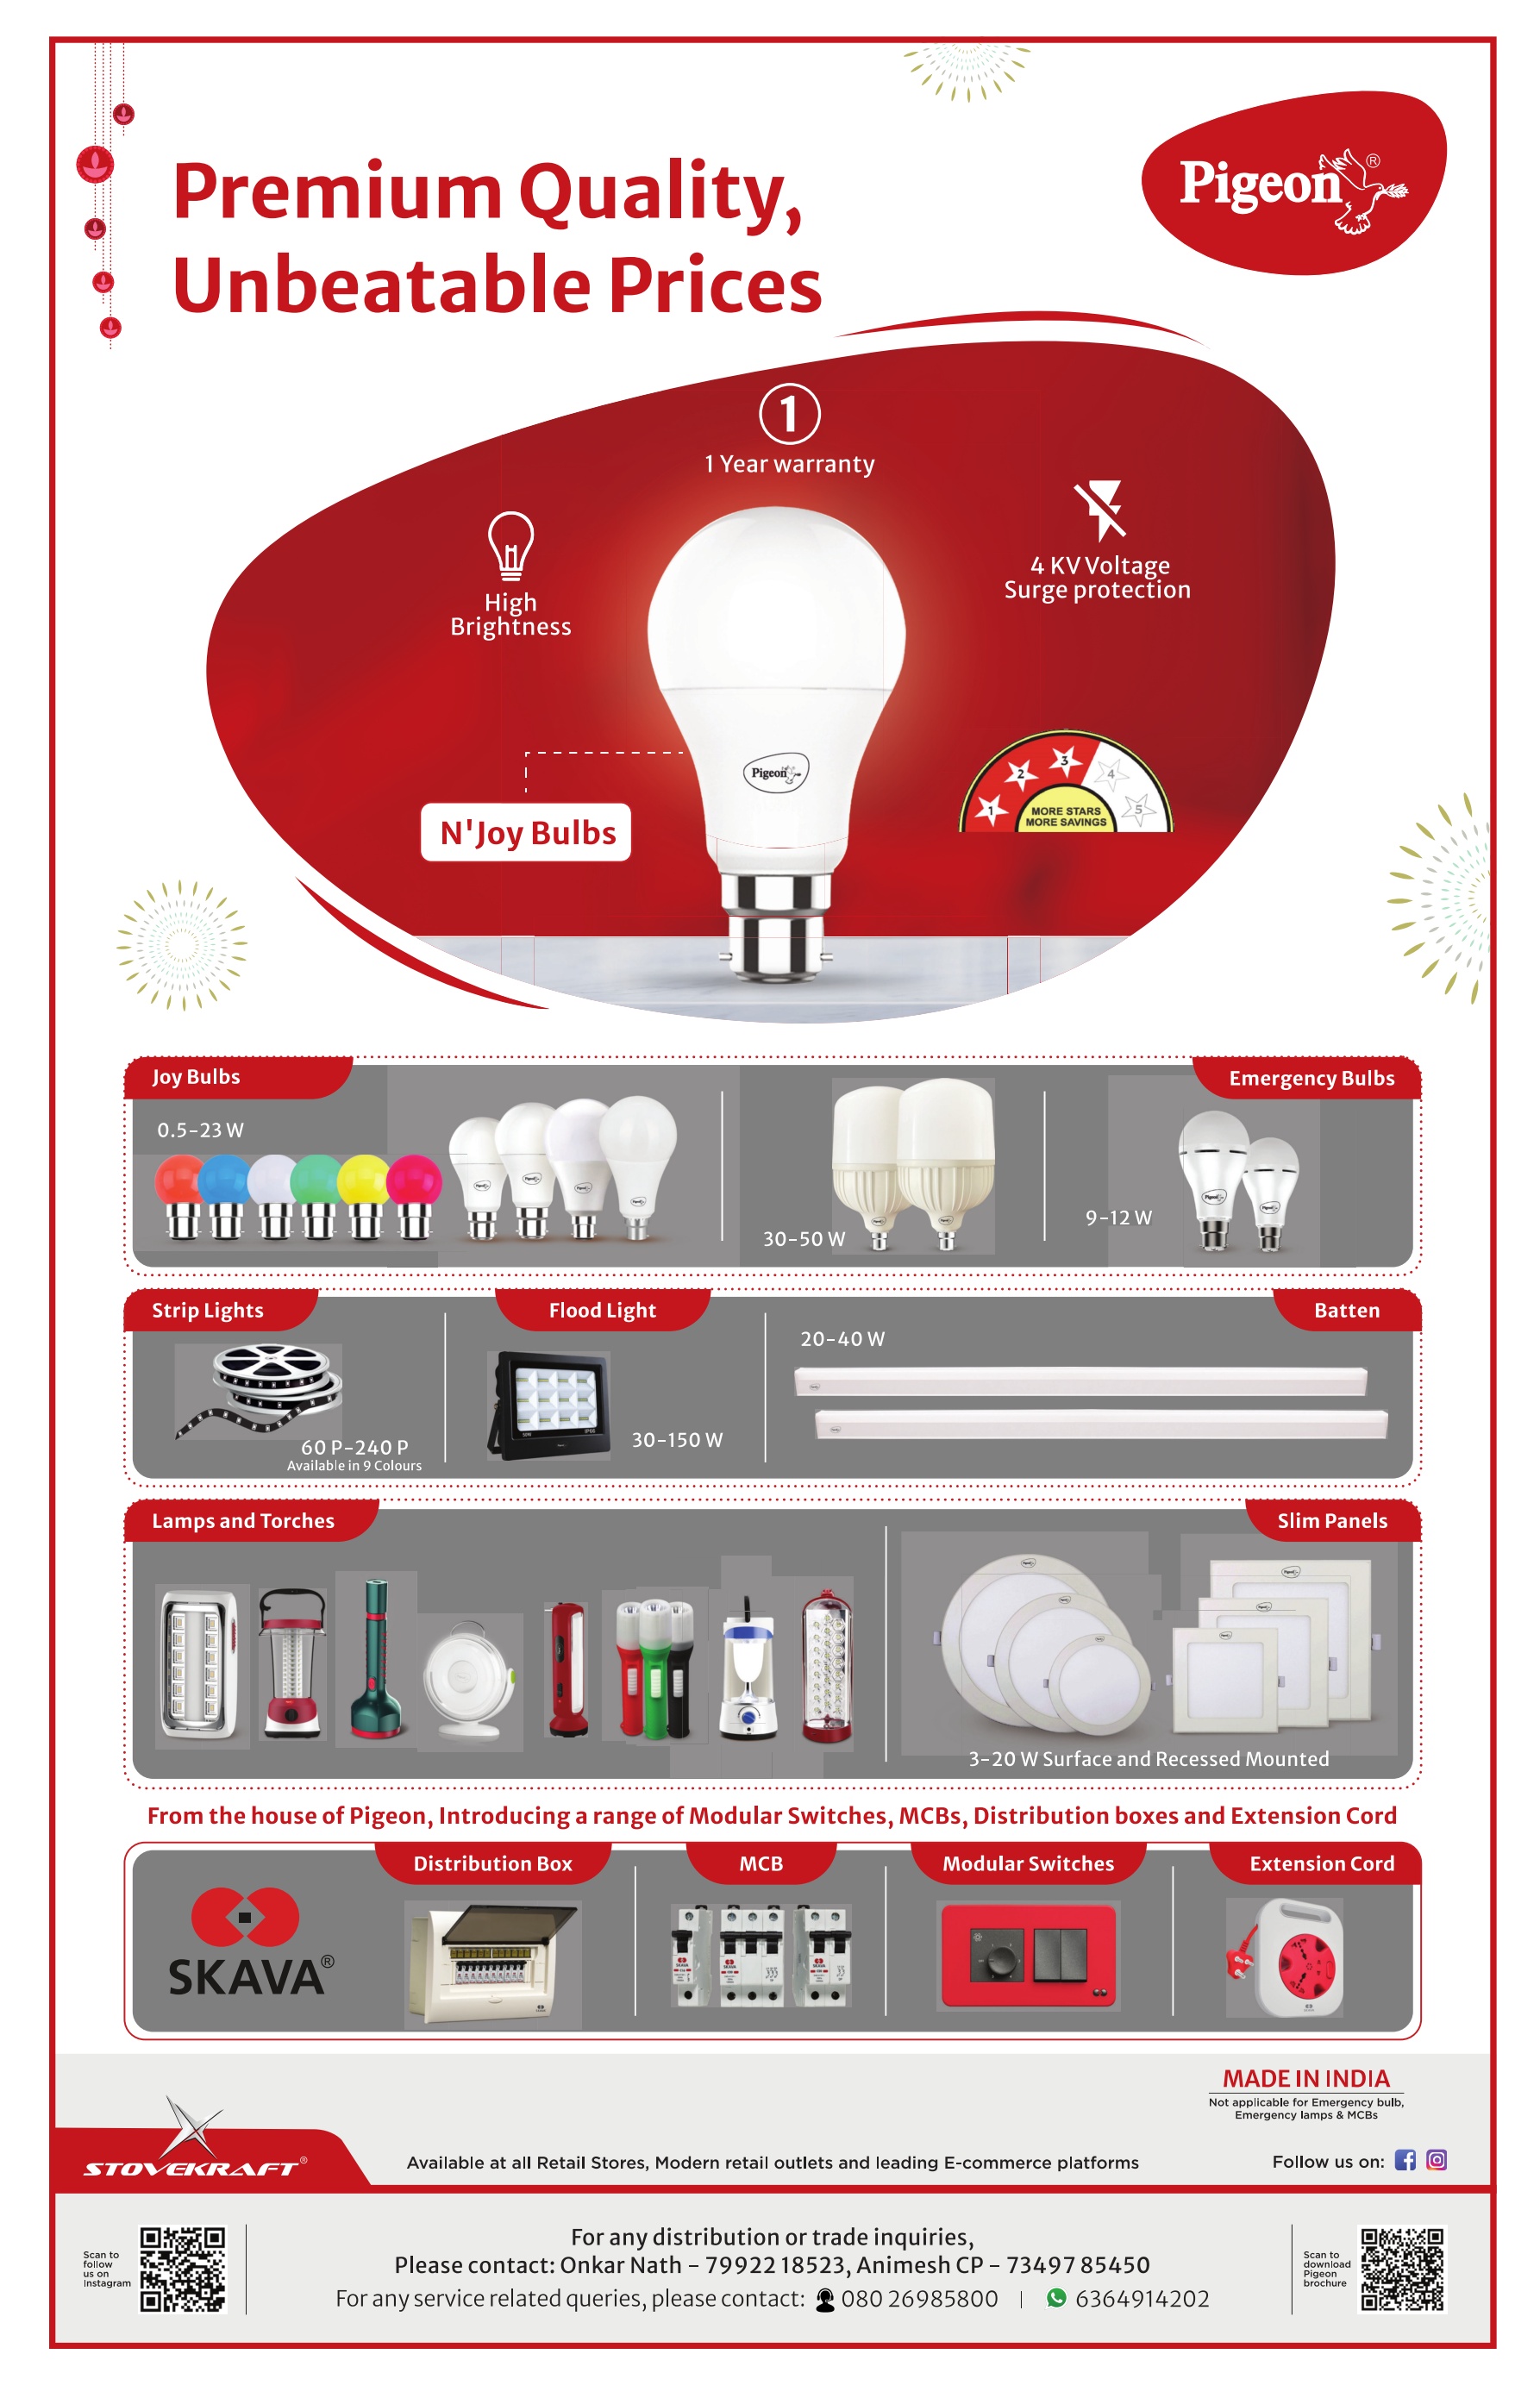 Premium Quality,
Unbeatable Prices
Pigeon®
1
1 Year warranty
High
Brightness
4 KV Voltage
Surge protection
Pigeon
N'Joy Bulbs
1 2 3 4 5
MORE STARS
MORE SAVINGS
Joy Bulbs
0.5-23 W
30-50 W
Emergency Bulbs
9-12 W
Strip Lights
60 P-240 P
Available in 9 Colours
Flood Light
30-150 W
Batten
20-40 W
Lamps and Torches
Slim Panels
3-20 W Surface and Recessed Mounted
From the house of Pigeon, Introducing a range of Modular Switches, MCBs, Distribution boxes and Extension Cord
SKAVA®
Distribution Box
MCB
Modular Switches
Extension Cord
MADE IN INDIA
Not applicable for Emergency bulb,
Emergency lamps & MCBs
STOVEKRAFT®
Available at all Retail Stores, Modern retail outlets and leading E-commerce platforms
Follow us on:
Scan to
follow
us on
Instagram
For any distribution or trade inquiries,
Please contact: Onkar Nath - 79922 18523, Animesh CP - 73497 85450
For any service related queries, please contact: 080 26985800 | 6364914202
Scan to
download
Pigeon
brochure